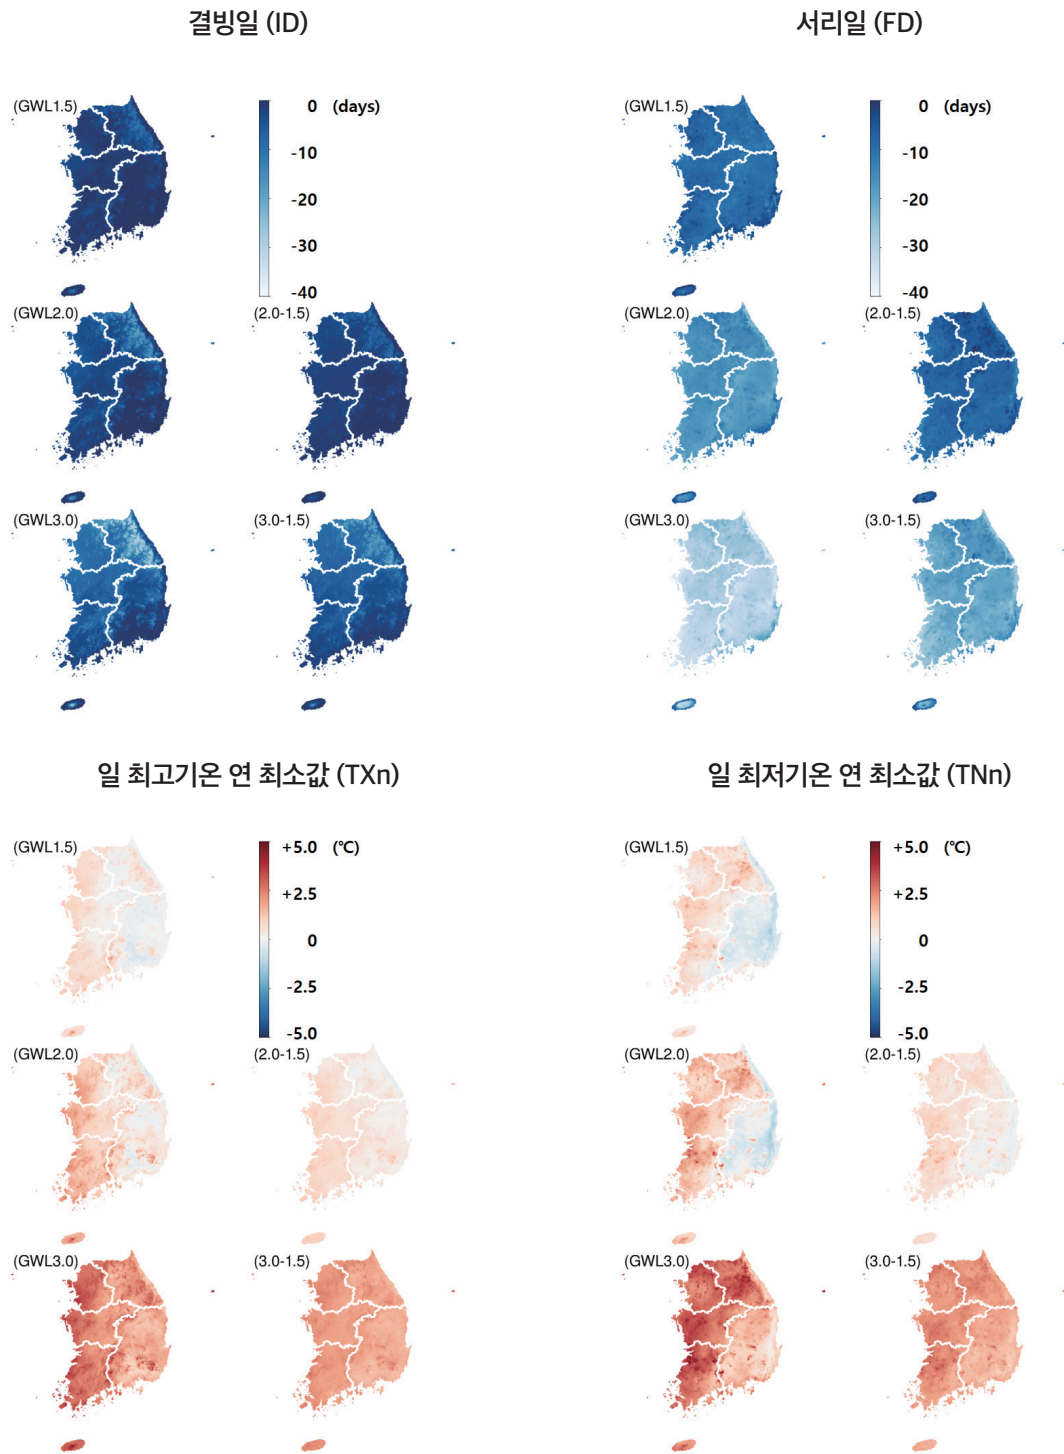 결빙일 (ID)
(GWL1.5)
0 (days)
-10
-20
-30
-40
(GWL2.0)
(2.0-1.5)
(GWL3.0)
(3.0-1.5)
서리일 (FD)
(GWL1.5)
0 (days)
-10
-20
-30
-40
(GWL2.0)
(2.0-1.5)
(GWL3.0)
(3.0-1.5)
일 최고기온 연 최소값 (TXn)
(GWL1.5)
+5.0 (℃)
+2.5
0
-2.5
-5.0
(GWL2.0)
(2.0-1.5)
(GWL3.0)
(3.0-1.5)
일 최저기온 연 최소값 (TNn)
(GWL1.5)
+5.0 (℃)
+2.5
0
-2.5
-5.0
(GWL2.0)
(2.0-1.5)
(GWL3.0)
(3.0-1.5)